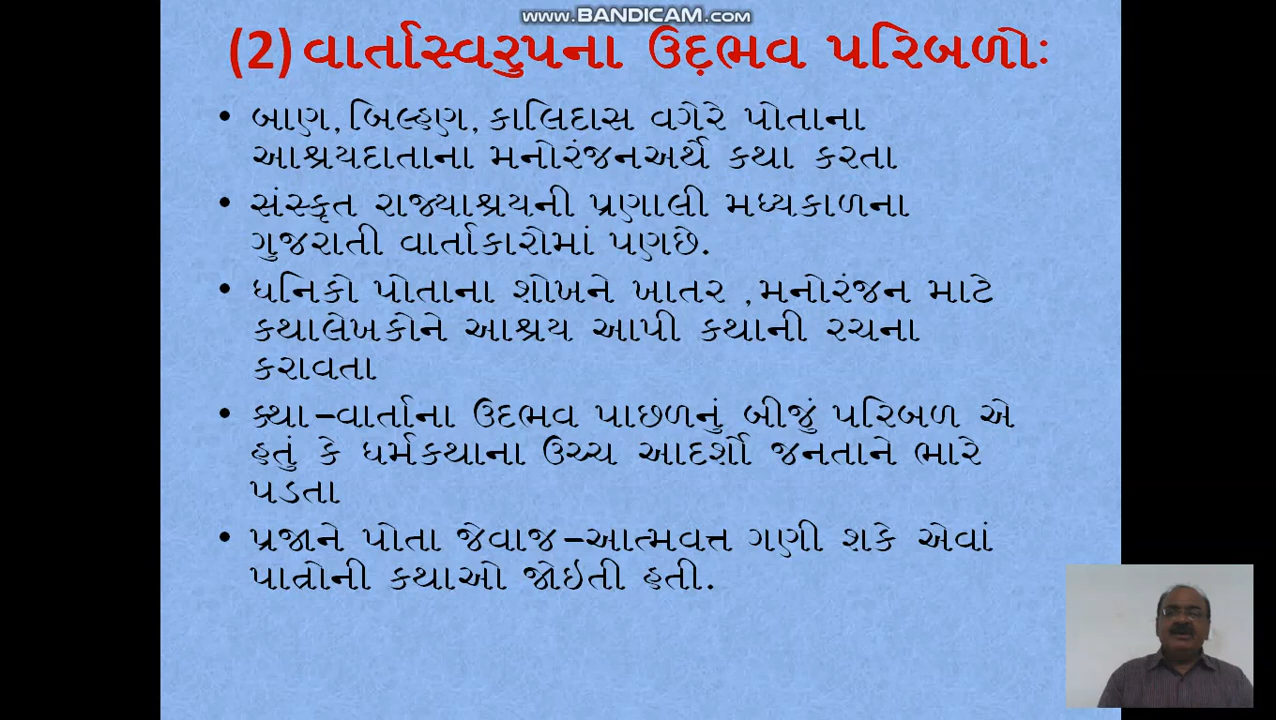 www.BANDICAM.com
(2) વાર્તાસ્વરુપના ઉદ્દભવ પરિબળોઃ
• બાણ,બિલ્હણ,કાલિદાસ વગેરે પોતાના
આશ્રયદાતાના મનોરંજનઅર્થે કથા કરતા
• સંસ્કૃત રાજ્યાશ્રયની પ્રણાલી મધ્યકાળના
ગુજરાતી વાર્તાકારોમાં પણછે.
• ધનિકો પોતાના શોખને ખાતર ,મનોરંજન માટે
કથાલેખકોને આશ્રય આપી કથાની રચના
કરાવતા
• ક્થા –વાર્તાના ઉદભવ પાછળનું બીજું પરિબળ એ
હતું કે ધર્મકથાના ઉચ્ચ આદર્શો જનતાને ભારે
પડતા
• પ્રજાને પોતા જેવાજ–આત્મવત્ત ગણી શકે એવાં
પાત્રોની કથાઓ જોઇતી હતી.